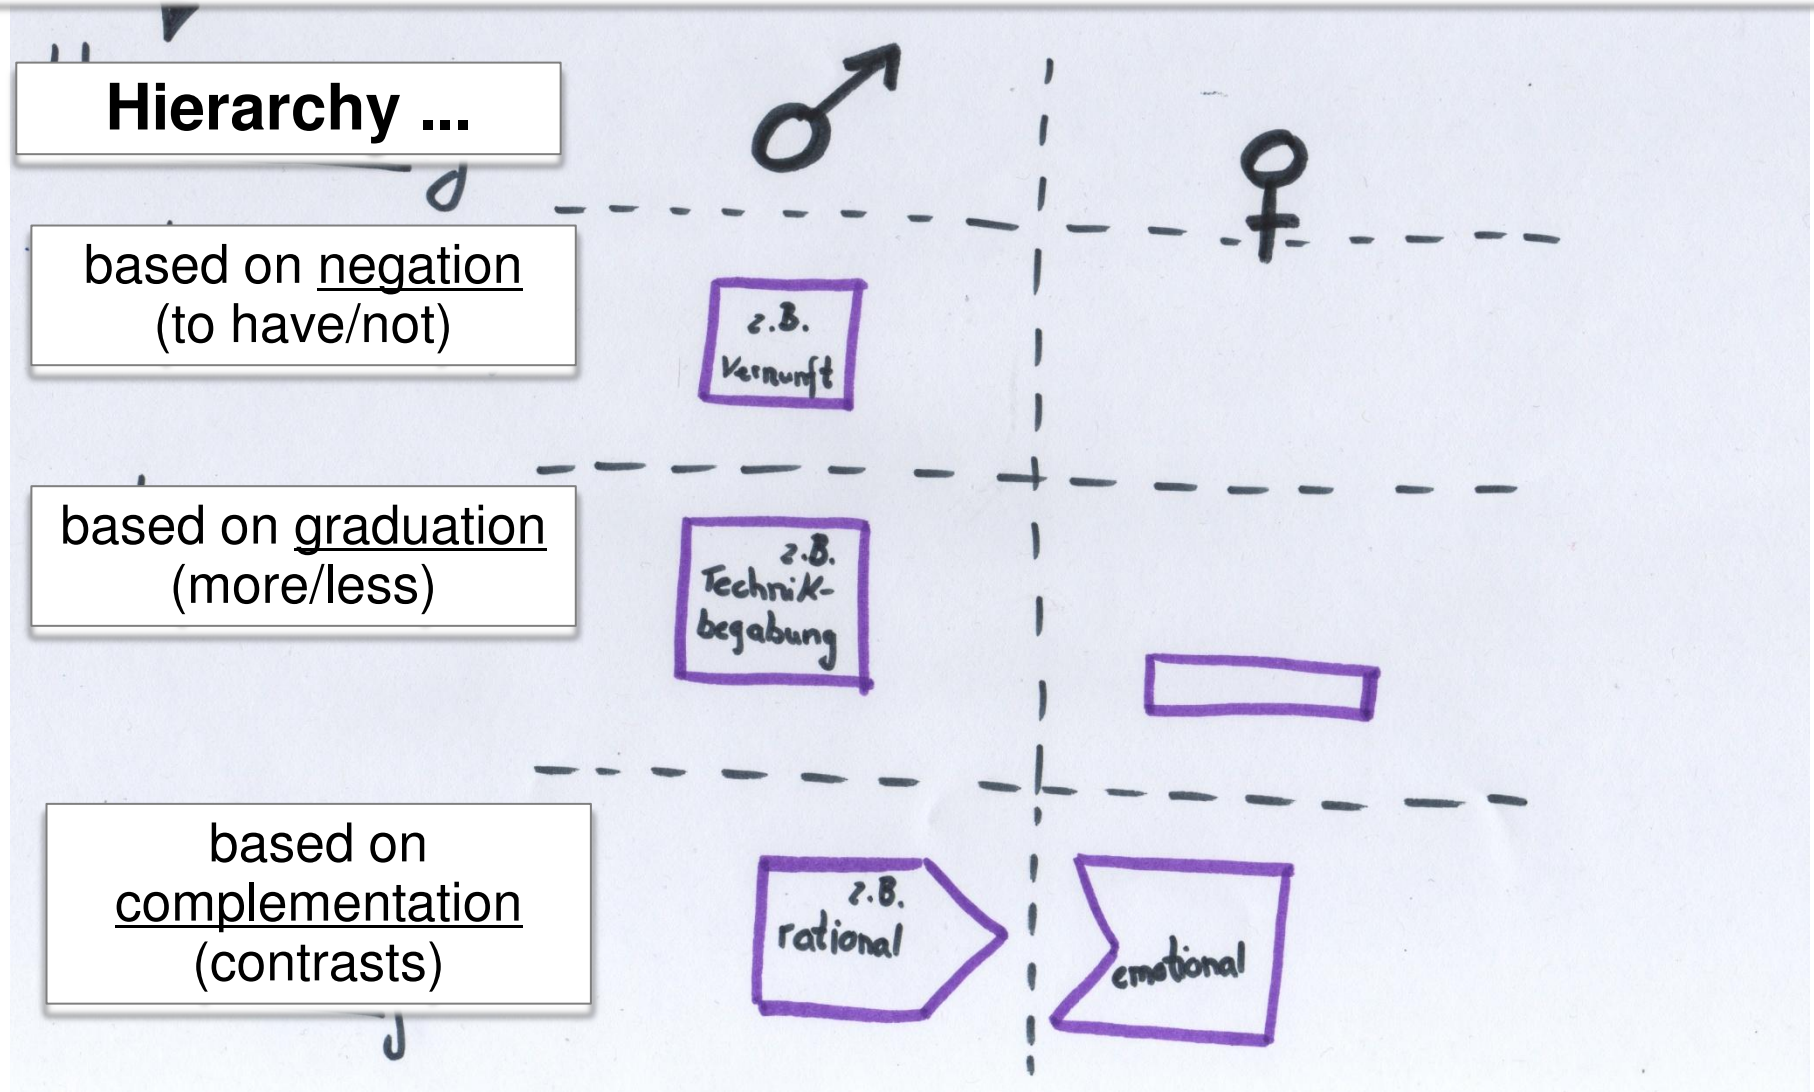 Hierarchy ...
based on negation
(to have/not)
z.B.
Vernunft
based on graduation
(more/less)
z.B.
Technik-
begabung
based on
complementation
(contrasts)
z.B.
rational
emotional